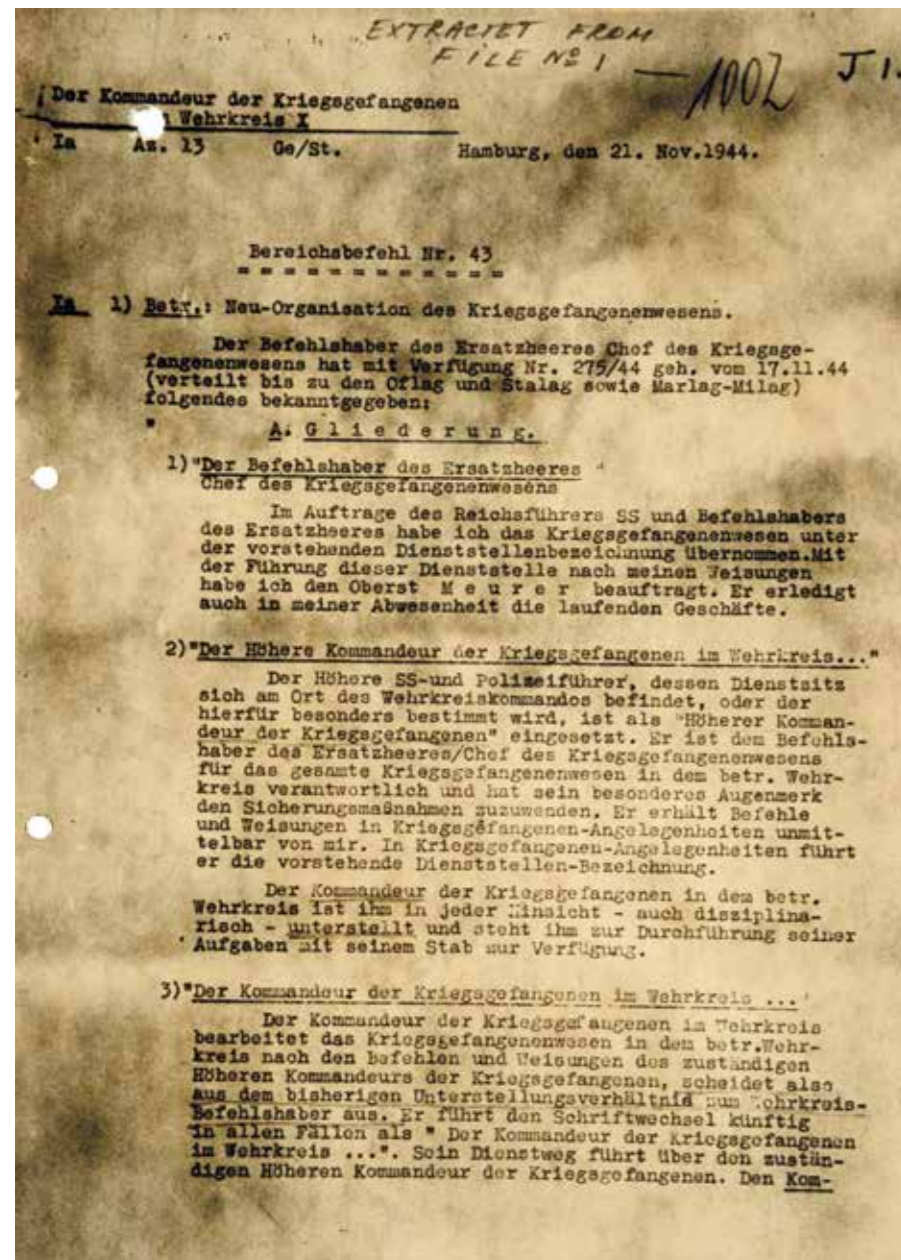 EXTRACTET FROM
FILE Nº 1 — 1002 J 1.
Der Kommandeur der Kriegsgefangenen
Wehrkreis X
Ia Az. 13 Ge/St. Hamburg, den 21. Nov.1944.
Bereichsbefehl Nr. 43
= = = = = = = = = = = =
Ia 1) Betr.: Neu-Organisation des Kriegsgefangenenwesens.
Der Befehlshaber des Ersatzheeres Chef des Kriegsge-
fangenenwesens hat mit Verfügung Nr. 275/44 geh. vom 17.11.44
(verteilt bis zu den Oflag und Stalag sowie Marlag-Milag)
folgendes bekanntgegeben:
" A. G l i e d e r u n g.
1) "Der Befehlshaber des Ersatzheeres "
Chef des Kriegsgefangenenwesens
Im Auftrage des Reichsführers SS und Befehlshabers
des Ersatzheeres habe ich das Kriegsgefangenenwesen unter
der vorstehenden Dienststellenbezeichnung übernommen.Mit
der Führung dieser Dienststelle nach meinen Weisungen
habe ich den Oberst M e u r e r beauftragt. Er erledigt
auch in meiner Abwesenheit die laufenden Geschäfte.
2)"Der Höhere Kommandeur der Kriegsgefangenen im Wehrkreis..."
Der Höhere SS-und Polizeiführer, dessen Dienstsitz
sich am Ort des Wehrkreiskommandos befindet, oder der
hierfür besonders bestimmt wird, ist als "Höherer Komman-
deur der Kriegsgefangenen" eingesetzt. Er ist dem Befehls-
haber des Ersatzheeres/Chef des Kriegsgefangenenwesens
für das gesamte Kriegsgefangenenwesen in dem betr. Wehr-
kreis verantwortlich und hat sein besonderes Augenmerk
den Sicherungsmaßnahmen zuzuwenden. Er erhält Befehle
und Weisungen in Kriegsgefangenen-Angelegenheiten unmit-
telbar von mir. In Kriegsgefangenen-Angelegenheiten führt
er die vorstehende Dienststellen-Bezeichnung.
Der Kommandeur der Kriegsgefangenen in dem betr.
Wehrkreis ist ihm in jeder Hinsicht - auch disziplina-
risch - unterstellt und steht ihm zur Durchführung seiner
Aufgaben mit seinem Stab zur Verfügung.
3)"Der Kommandeur der Kriegsgefangenen im Wehrkreis ..."
Der Kommandeur der Kriegsgefangenen im Wehrkreis
bearbeitet das Kriegsgefangenenwesen in dem betr.Wehr-
kreis nach den Befehlen und Weisungen des zuständigen
Höheren Kommandeurs der Kriegsgefangenen, scheidet also
aus dem bisherigen Unterstellungsverhältnis zum Wehrkreis-
Befehlshaber aus. Er führt den Schriftwechsel künftig
in allen Fällen als " Der Kommandeur der Kriegsgefangenen
im Wehrkreis ...". Sein Dienstweg führt über den zustän-
digen Höheren Kommandeur der Kriegsgefangenen. Den Kom-